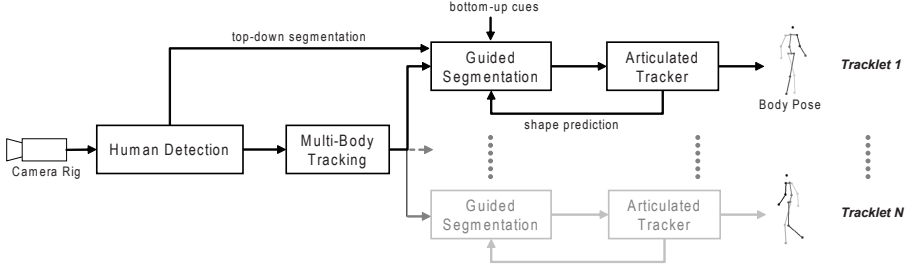 bottom-up cues
top-down segmentation
Guided
Segmentation
Articulated
Tracker
Tracklet 1
Body Pose
shape prediction
Human Detection
Multi-Body
Tracking
Camera Rig
Guided
Segmentation
Articulated
Tracker
Tracklet N